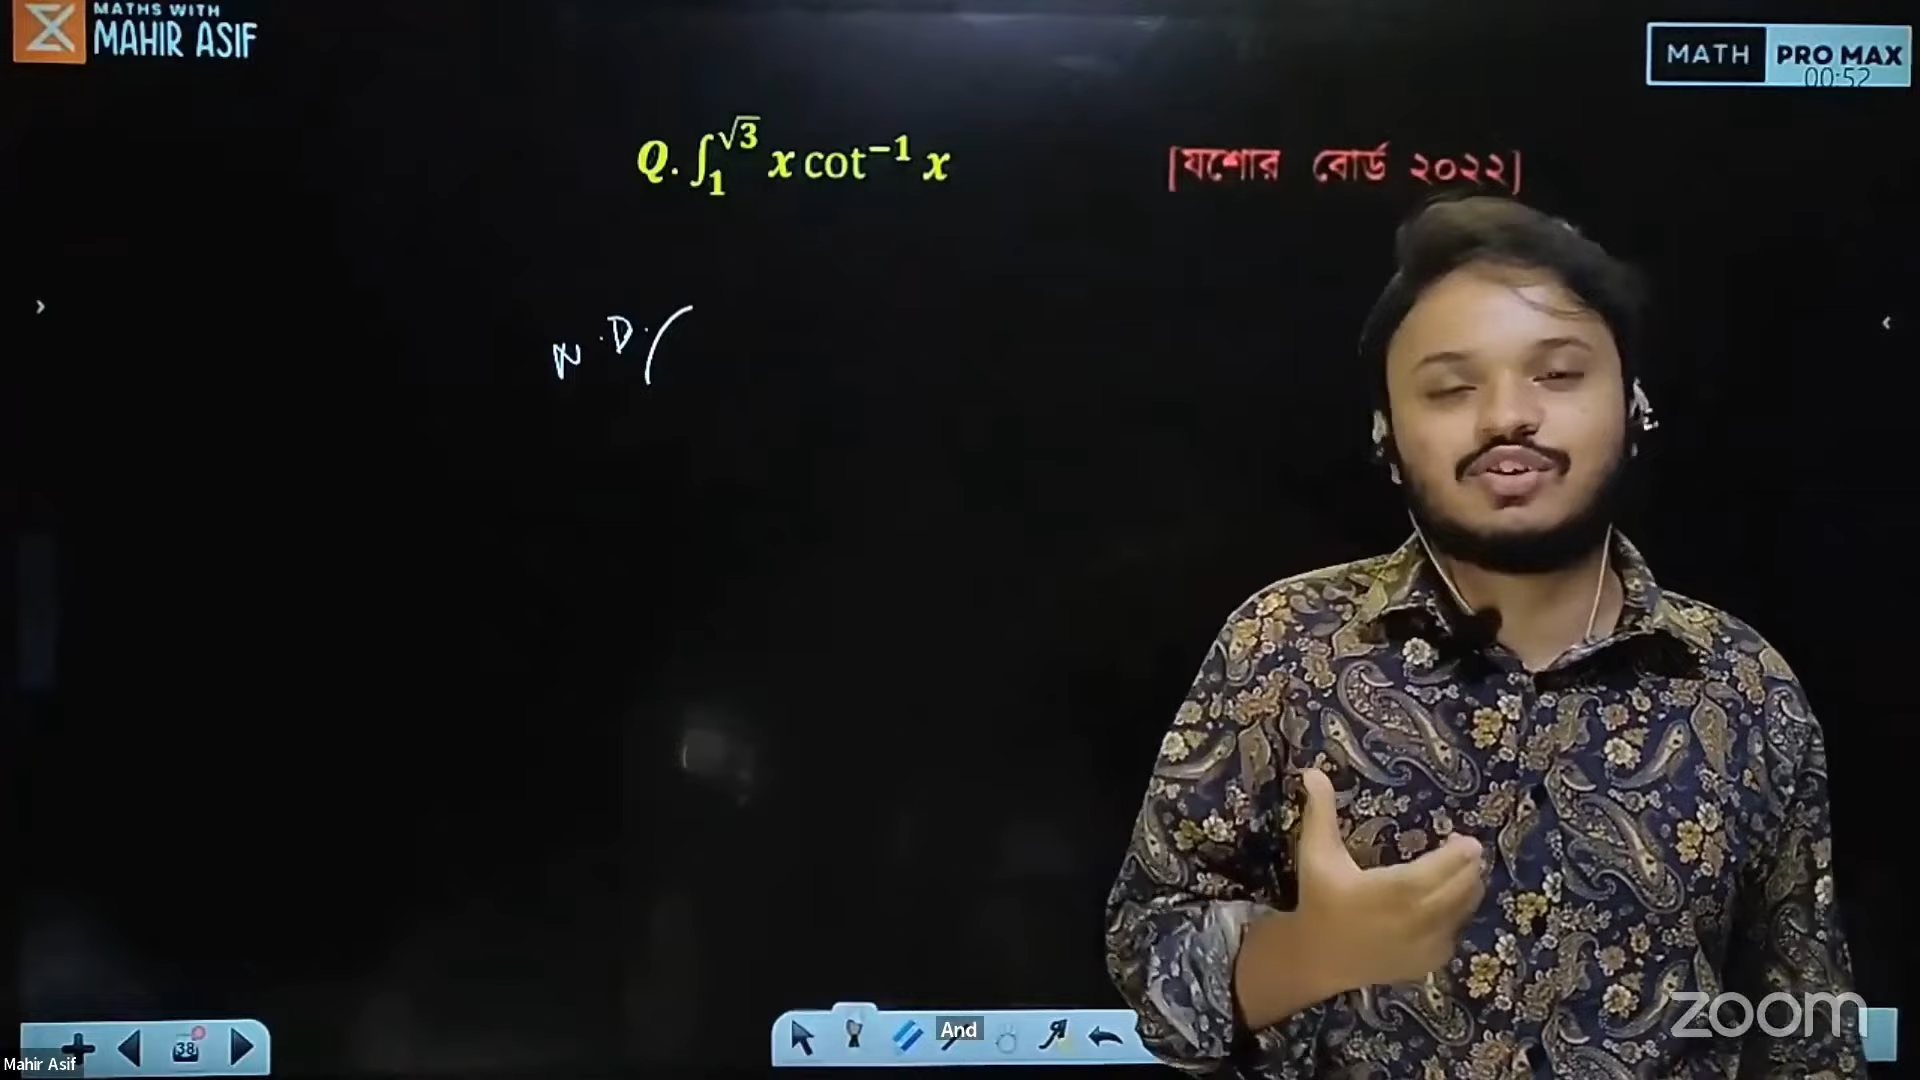 MATHS WITH
MAHIR ASIF
MATH PRO MAX
00:52
Q. ∫₁^√3 x cot⁻¹ x
[যশোর বোর্ড ২০২২]
N.D.(
38
And
Mahir Asif
zoom